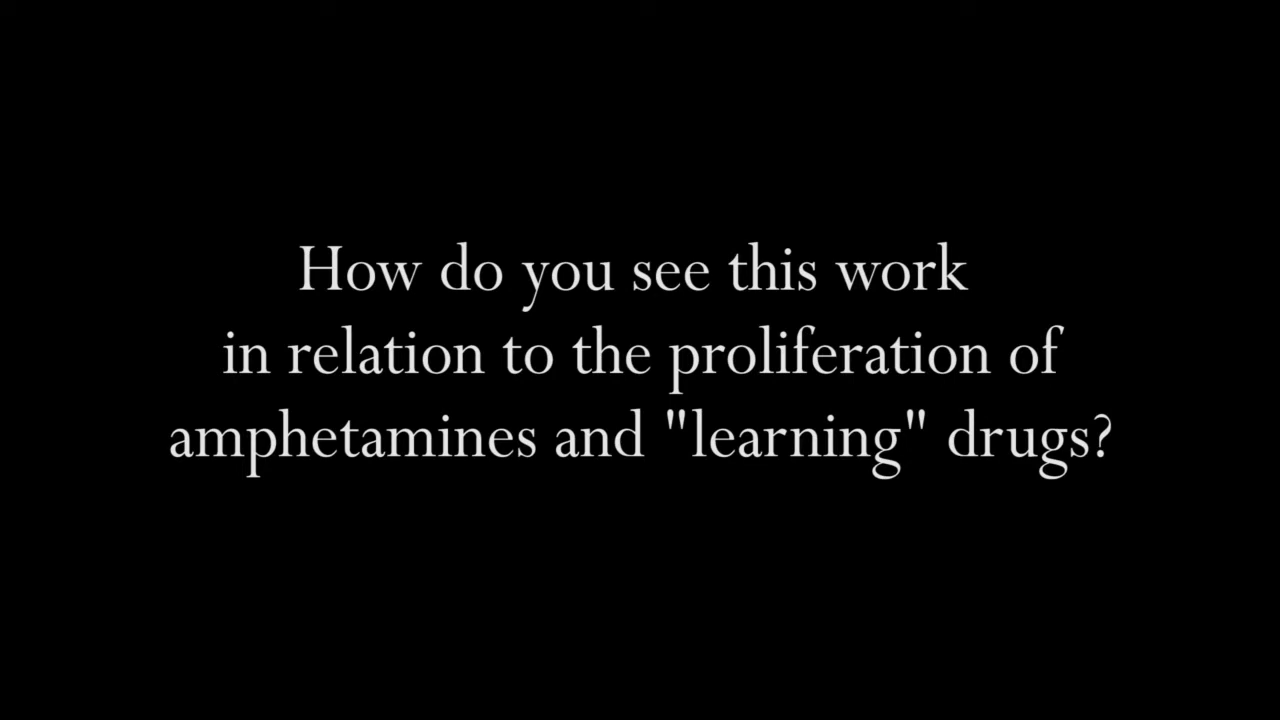 How do you see this work
in relation to the proliferation of
amphetamines and "learning" drugs?